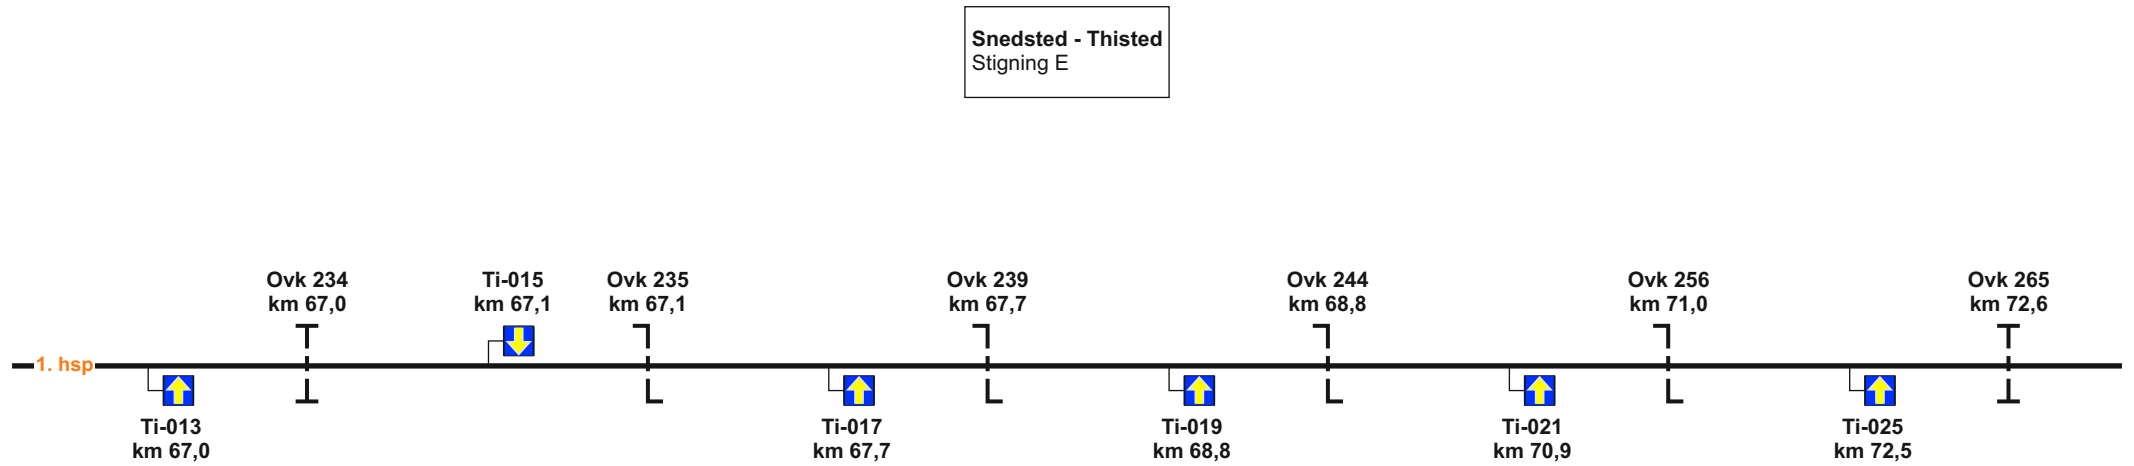 Snedsted - Thisted
Stigning E
Ovk 234
km 67,0
Ti-015
km 67,1
Ovk 235
km 67,1
Ovk 239
km 67,7
Ovk 244
km 68,8
Ovk 256
km 71,0
Ovk 265
km 72,6
1. hsp
Ti-013
km 67,0
Ti-017
km 67,7
Ti-019
km 68,8
Ti-021
km 70,9
Ti-025
km 72,5